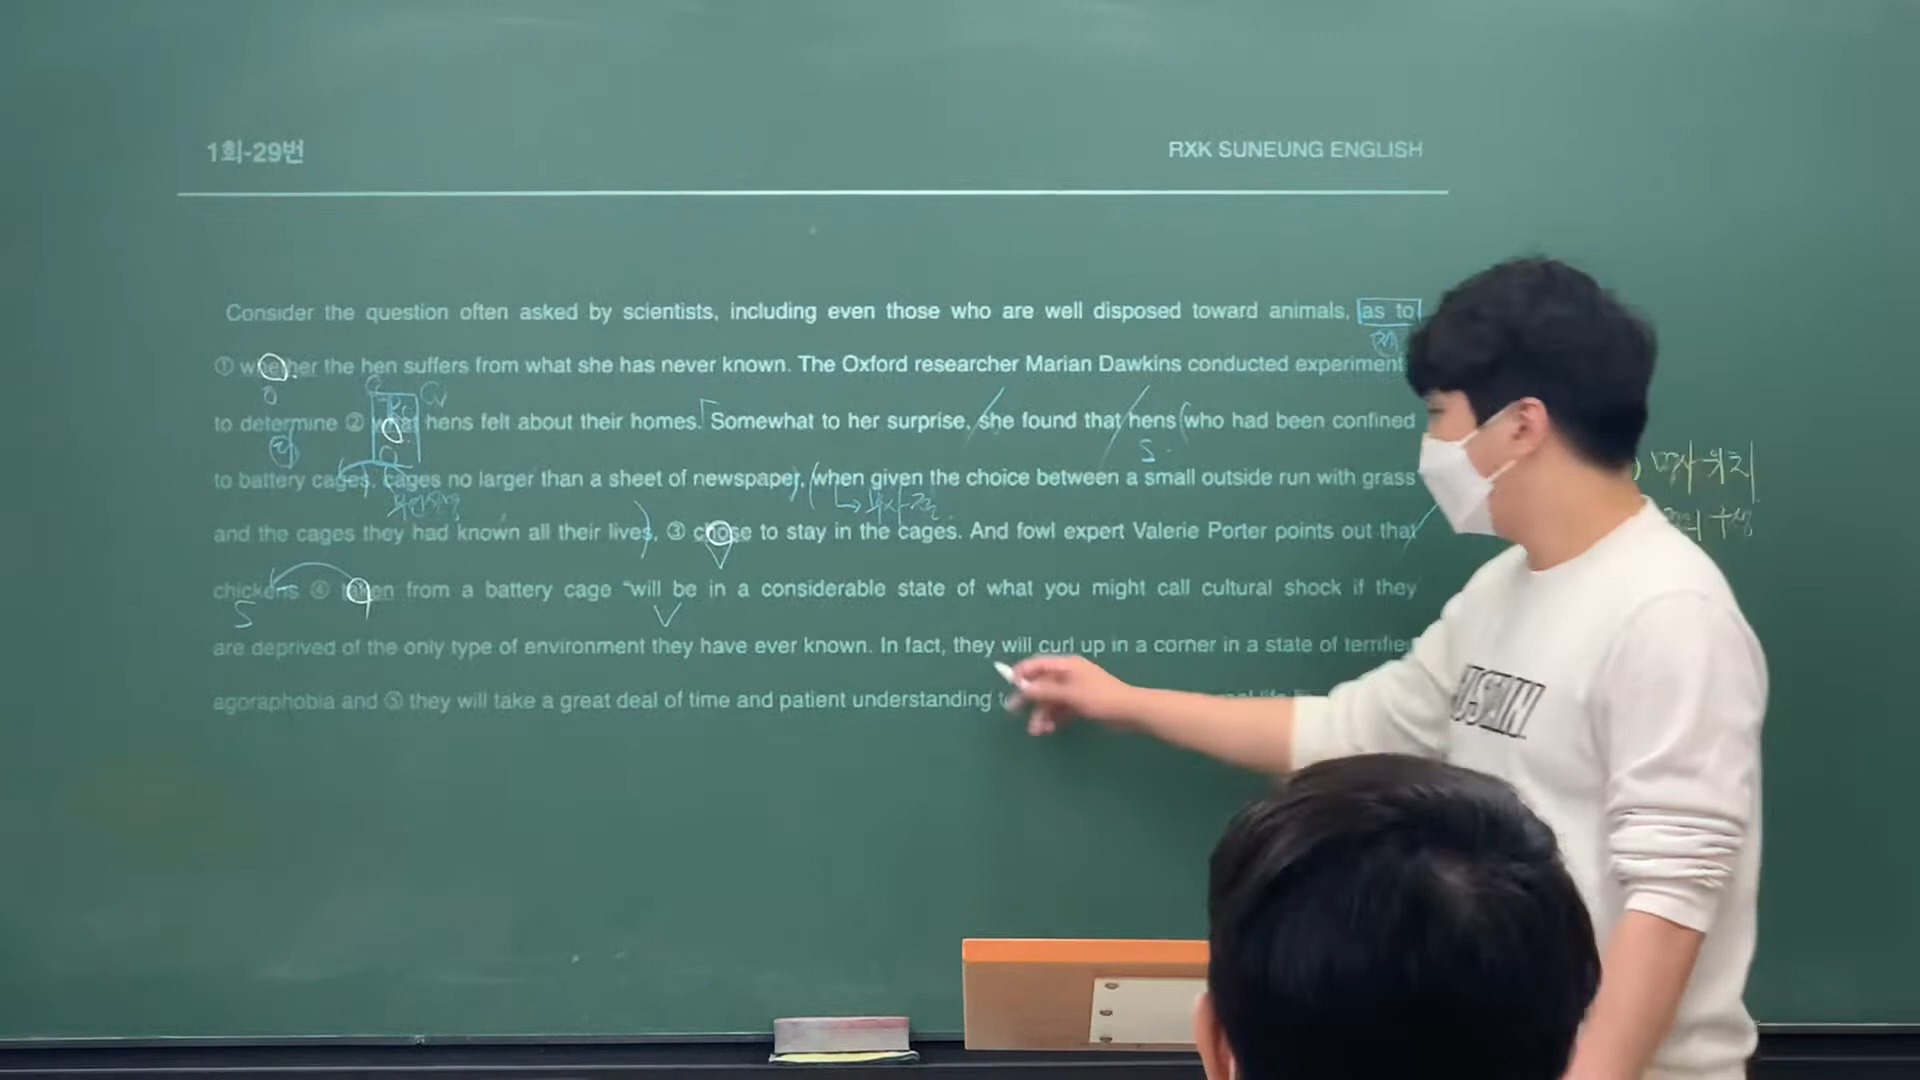 1회-29번
RXK SUNEUNG ENGLISH
Consider the question often asked by scientists, including even those who are well disposed toward animals, as to
① whether the hen suffers from what she has never known. The Oxford researcher Marian Dawkins conducted experiment
to determine ② what hens felt about their homes. Somewhat to her surprise, she found that hens who had been confined
S.
to battery cages, cages no larger than a sheet of newspaper, when given the choice between a small outside run with grass
and the cages they had known all their lives, ③ chose to stay in the cages. And fowl expert Valerie Porter points out that
V
chickens ④ taken from a battery cage “will be in a considerable state of what you might call cultural shock if they
S
V
are deprived of the only type of environment they have ever known. In fact, they will curl up in a corner in a state of terrifie
agoraphobia and ⑤ they will take a great deal of time and patient understanding